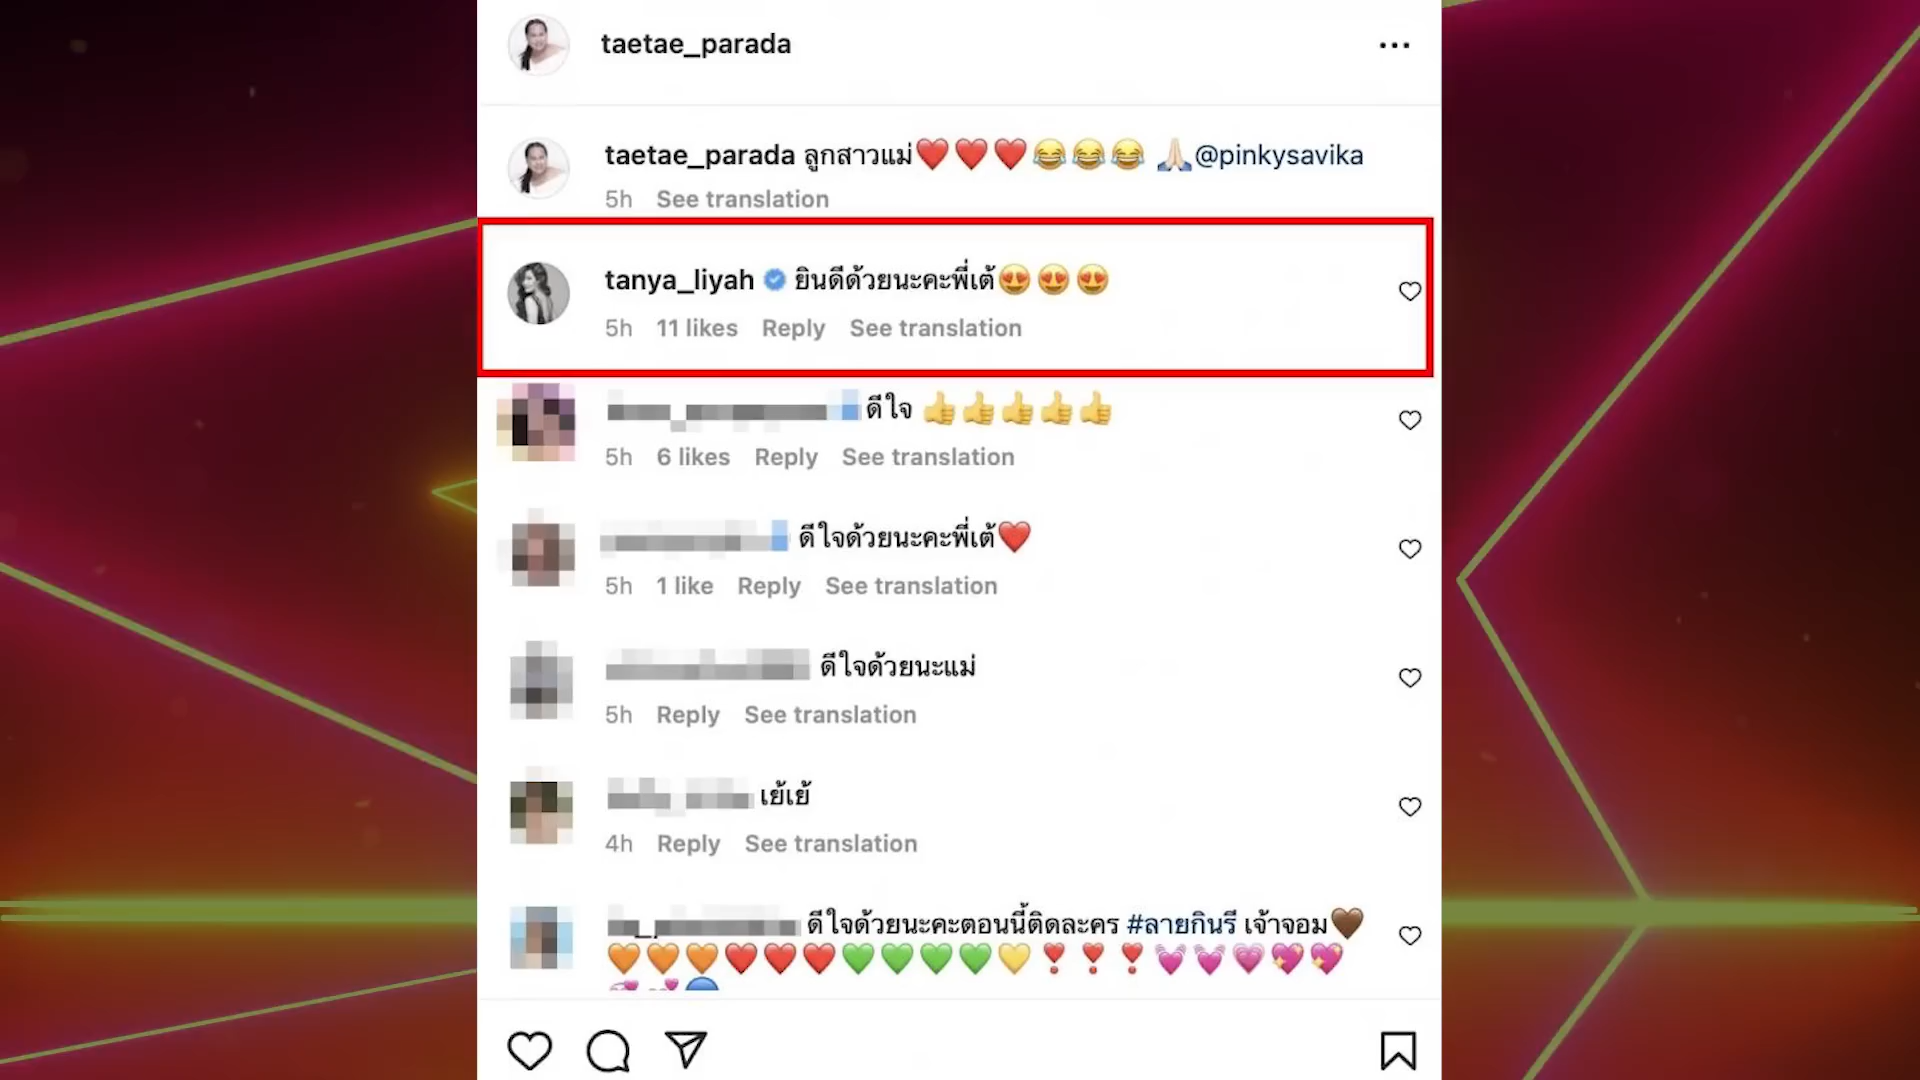 taetae_parada
taetae_parada ลูกสาวแม่❤️❤️❤️😂😂😂 🙏🏻@pinkysavika
5h See translation
tanya_liyah ยินดีด้วยนะคะพี่เต้😍😍😍
5h 11 likes Reply See translation
ดีใจ 👍👍👍👍👍
5h 6 likes Reply See translation
ดีใจด้วยนะคะพี่เต้❤️
5h 1 like Reply See translation
ดีใจด้วยนะแม่
5h Reply See translation
เย้เย้
4h Reply See translation
ดีใจด้วยนะคะตอนนี้ติดละคร #ลายกินรี เจ้าจอม🤎
🧡🧡🧡❤️❤️❤️💚💚💚💚💛❣️❣️❣️💓💓💗💖💖